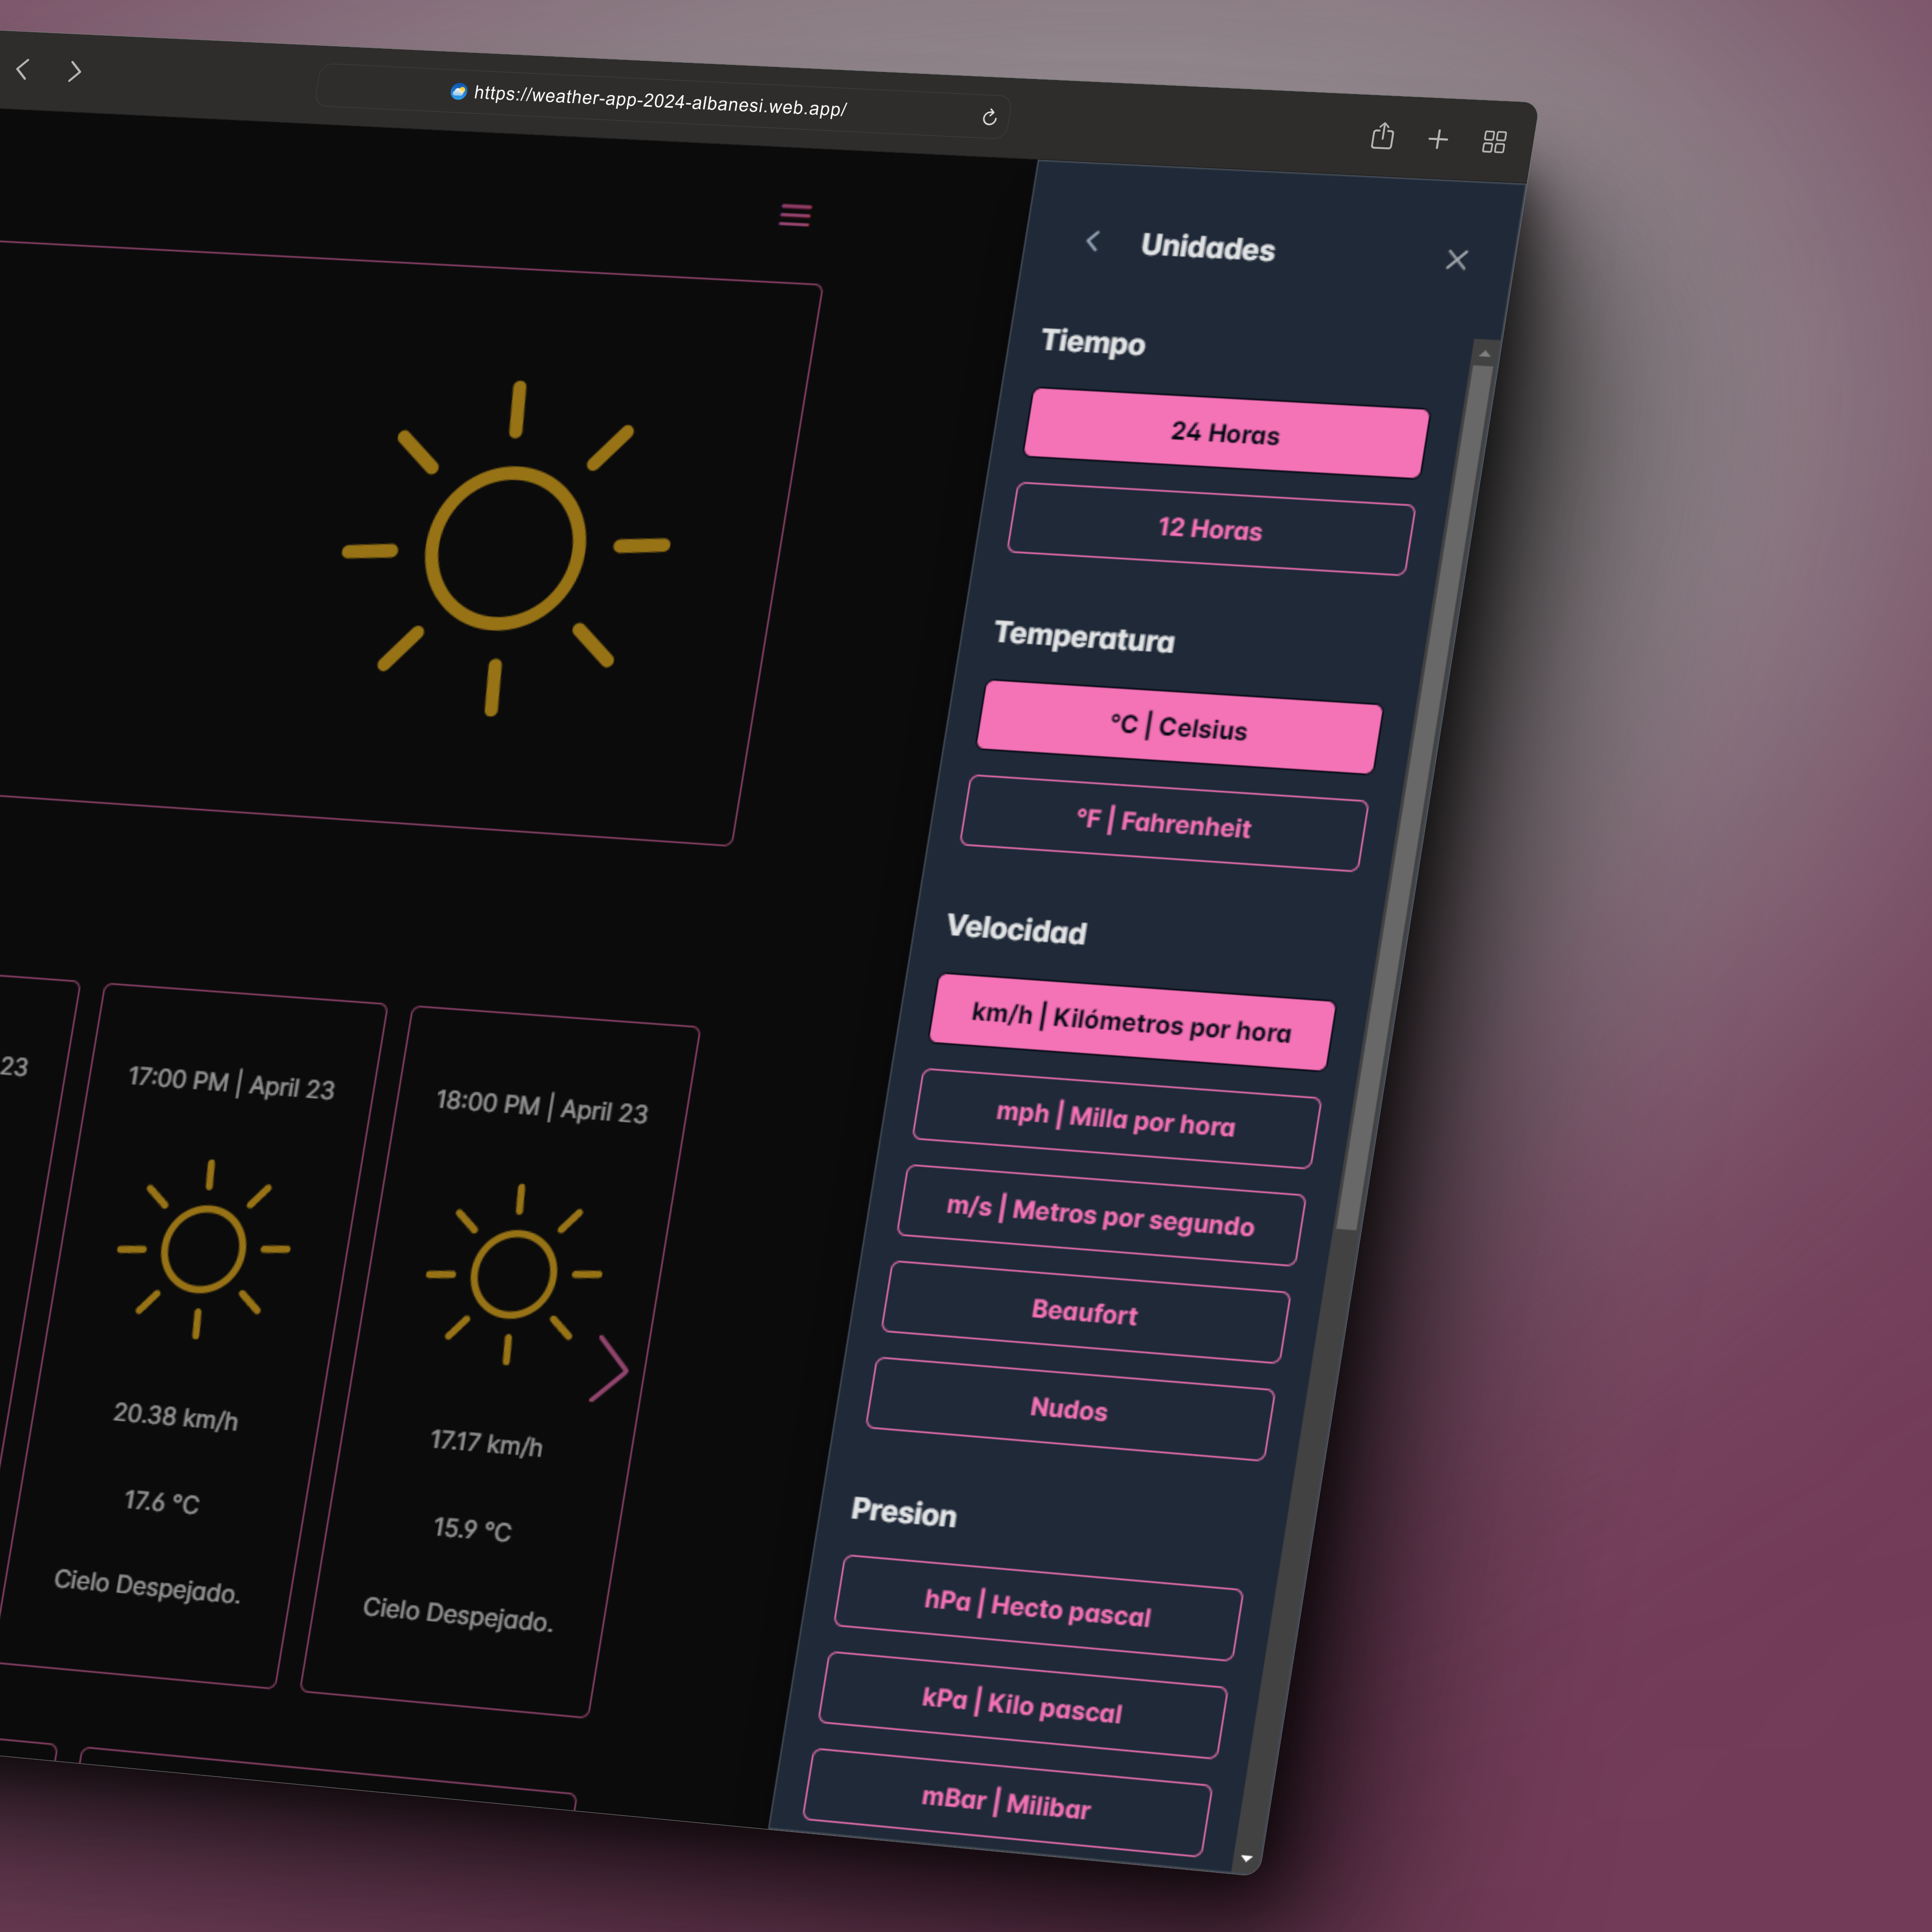 https://weather-app-2024-albanesi.web.app/
Unidades
Tiempo
24 Horas
12 Horas
Temperatura
°C | Celsius
°F | Fahrenheit
Velocidad
km/h | Kilómetros por hora
mph | Milla por hora
m/s | Metros por segundo
Beaufort
Nudos
Presion
hPa | Hecto pascal
kPa | Kilo pascal
mBar | Milibar
23
17:00 PM | April 23
20.38 km/h
17.6 °C
Cielo Despejado.
18:00 PM | April 23
17.17 km/h
15.9 °C
Cielo Despejado.